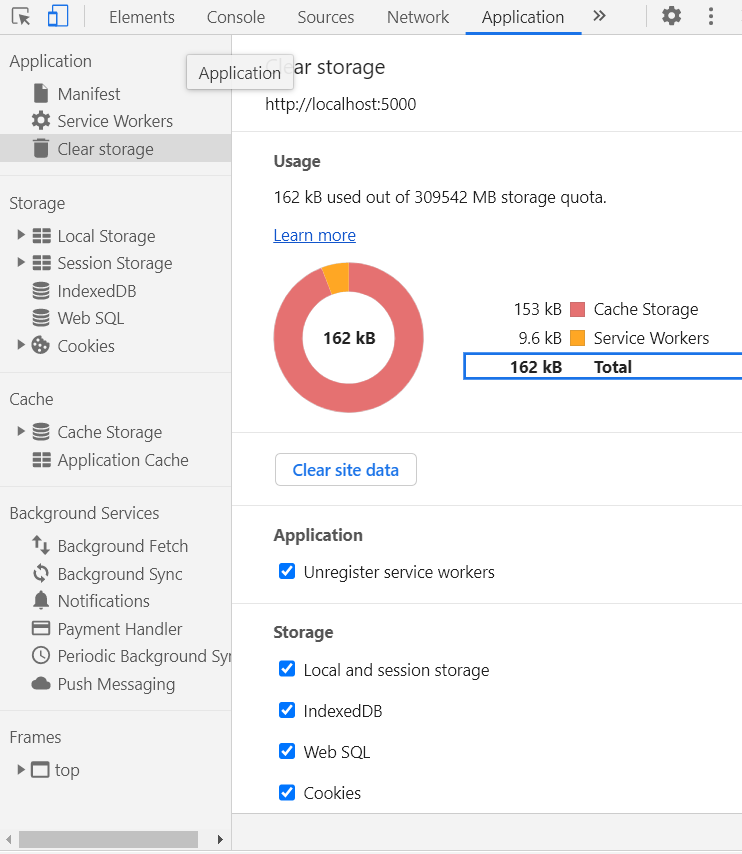 Elements Console Sources Network Application
Application
Manifest
Service Workers
Clear storage
Storage
Local Storage
Session Storage
IndexedDB
Web SQL
Cookies
Cache
Cache Storage
Application Cache
Background Services
Background Fetch
Background Sync
Notifications
Payment Handler
Periodic Background Syn
Push Messaging
Frames
top
Application
Clear storage
http://localhost:5000
Usage
162 kB used out of 309542 MB storage quota.
Learn more
162 kB
153 kB Cache Storage
9.6 kB Service Workers
162 kB Total
Clear site data
Application
Unregister service workers
Storage
Local and session storage
IndexedDB
Web SQL
Cookies